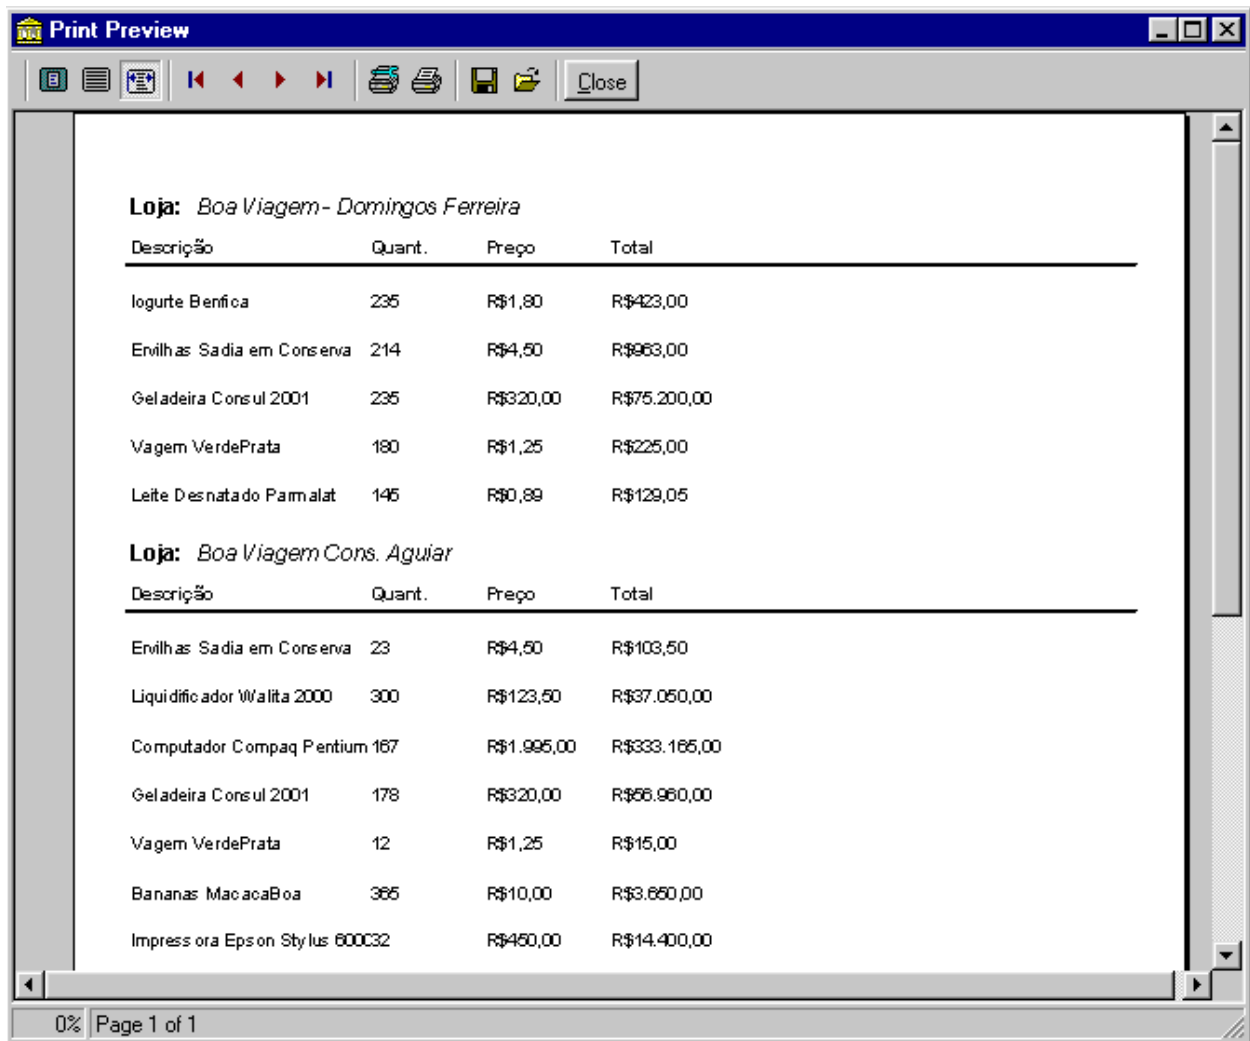 Print Preview
Close
Loja: Boa Viagem - Domingos Ferreira
Descrição Quant. Preço Total
Iogurte Benfica 235 R$1,80 R$423,00
Ervilhas Sadia em Conserva 214 R$4,50 R$963,00
Geladeira Consul 2001 235 R$320,00 R$75.200,00
Vagem VerdePrata 180 R$1,25 R$225,00
Leite Desnatado Parmalat 145 R$0,89 R$129,05
Loja: Boa Viagem Cons. Aguiar
Descrição Quant. Preço Total
Ervilhas Sadia em Conserva 23 R$4,50 R$103,50
Liquidificador Walita 2000 300 R$123,50 R$37.050,00
Computador Compaq Pentium 167 R$1.995,00 R$333.165,00
Geladeira Consul 2001 178 R$320,00 R$56.960,00
Vagem VerdePrata 12 R$1,25 R$15,00
Bananas MacacaBoa 365 R$10,00 R$3.650,00
Impressora Epson Stylus 600 32 R$450,00 R$14.400,00
0% Page 1 of 1